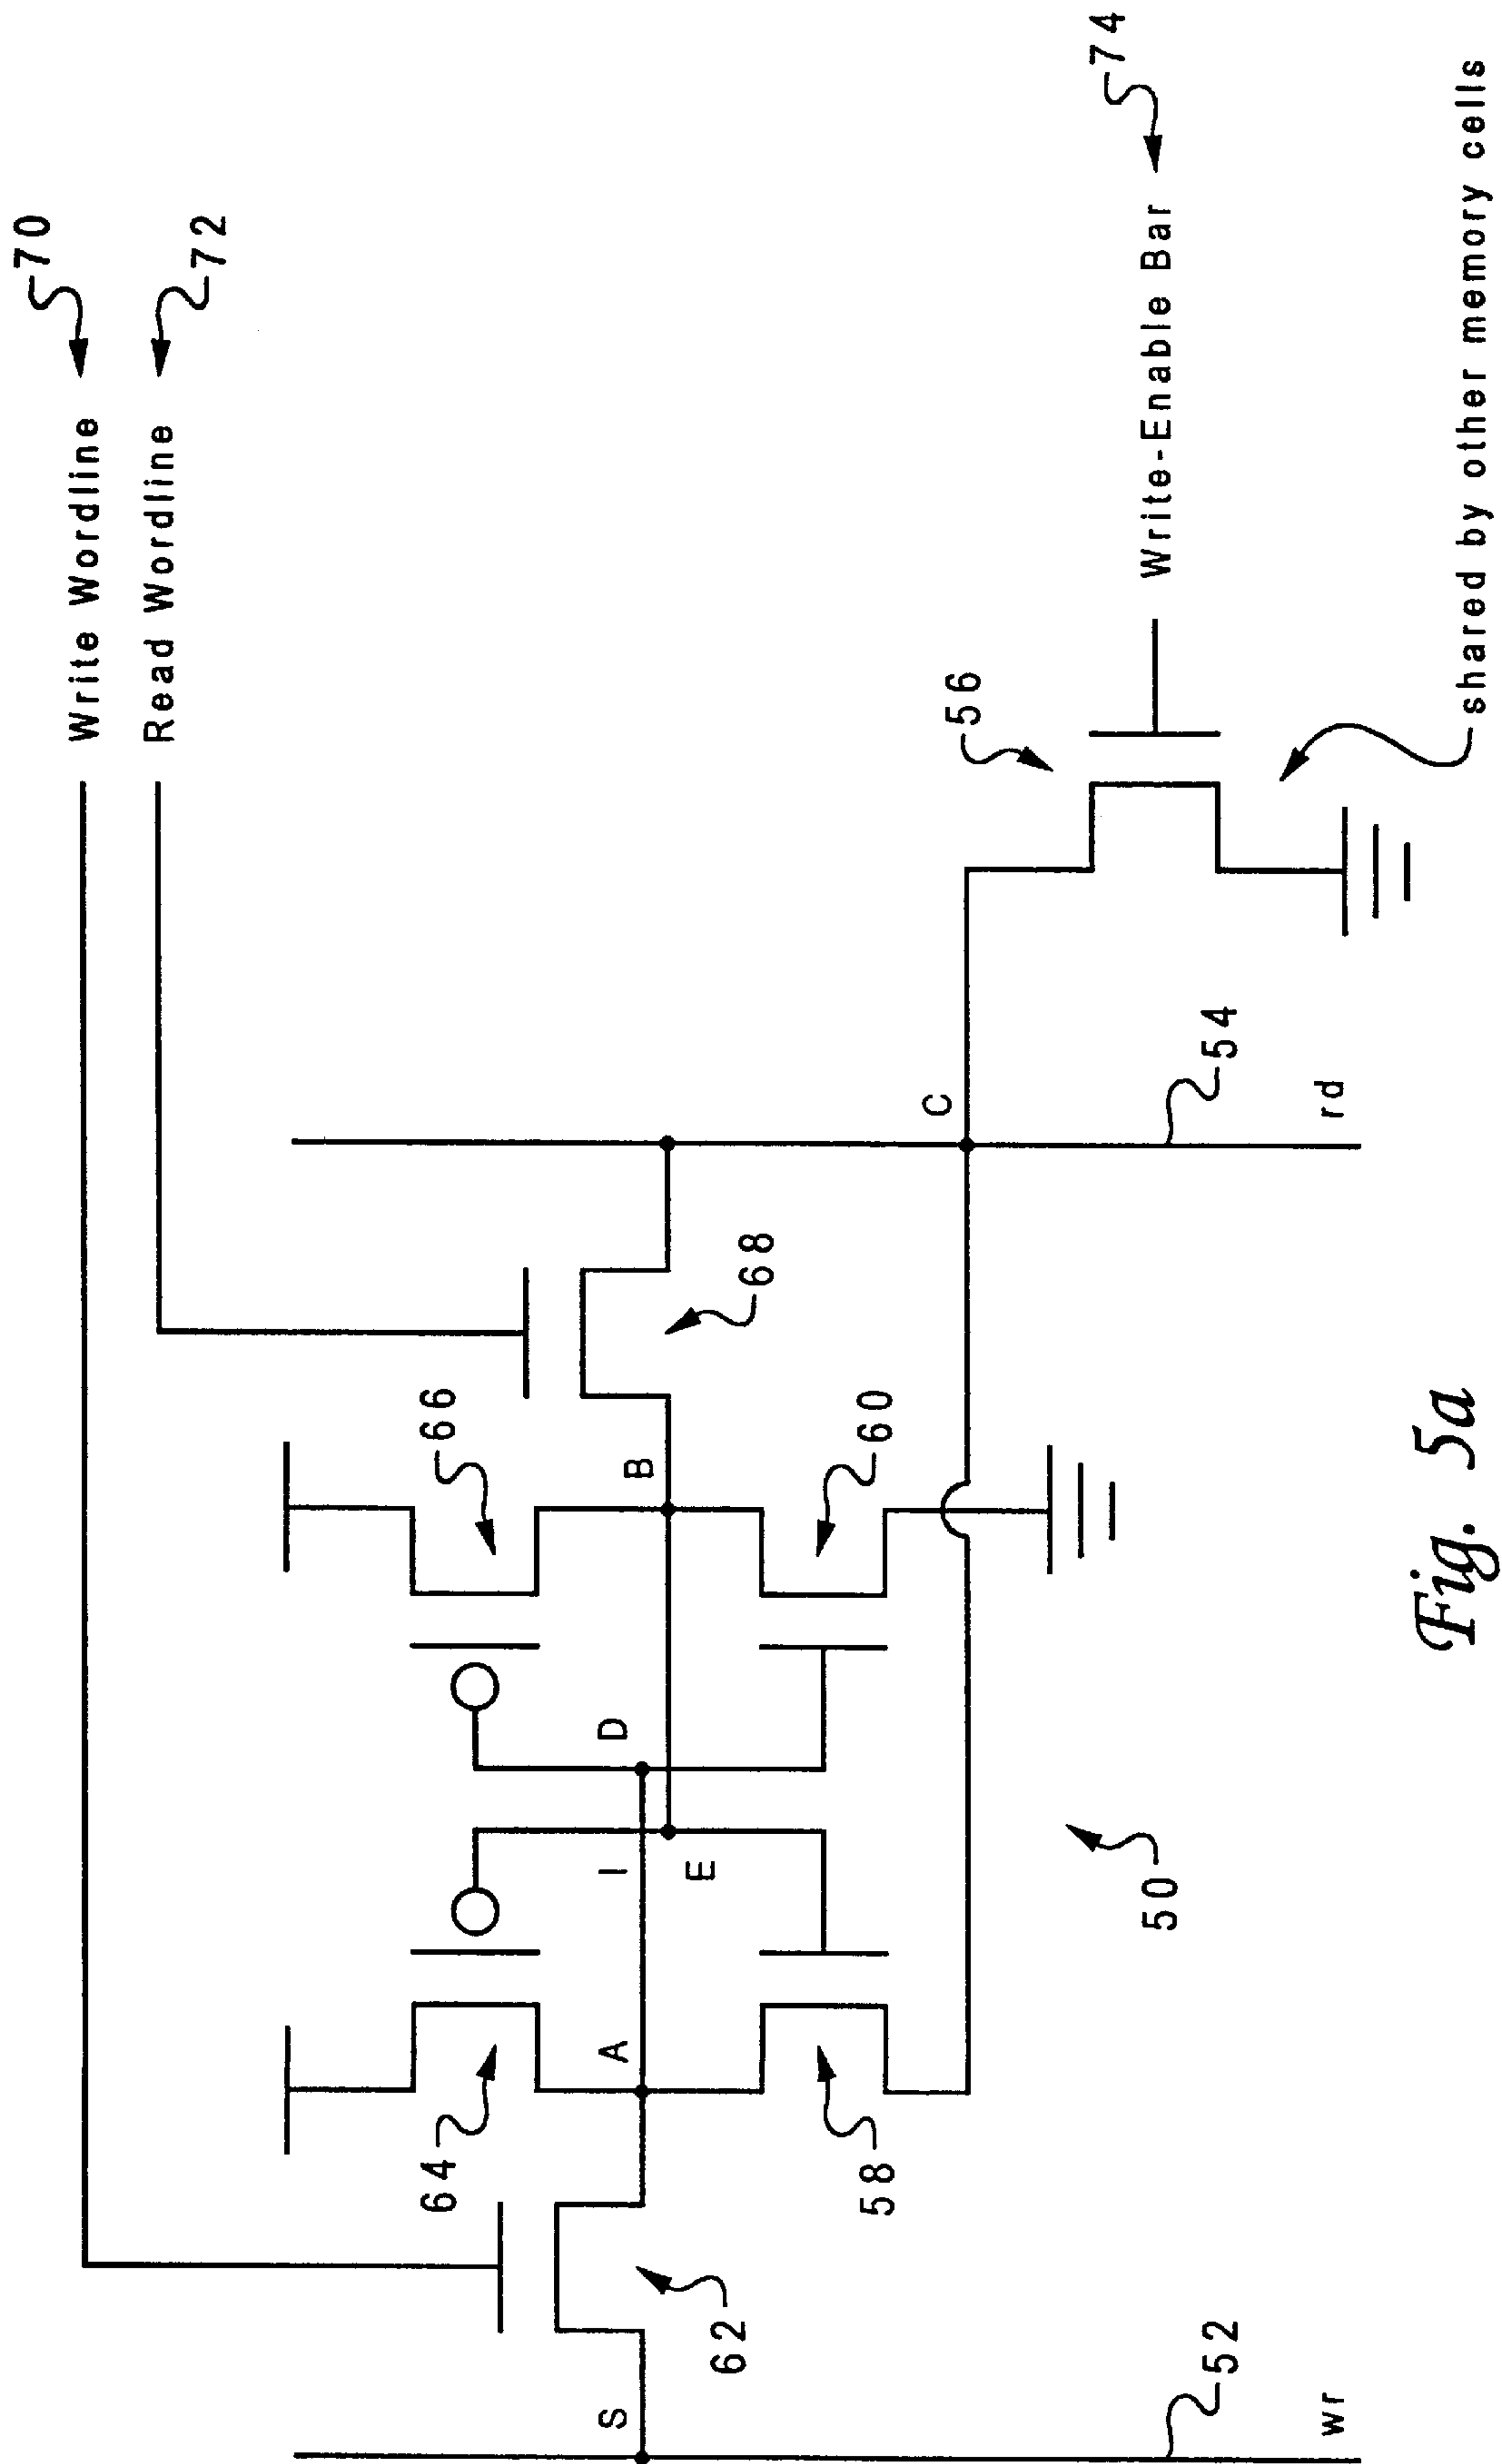 Write Wordline
70
Read Wordline
72
64
66
A
I
D
B
S
E
62
68
58
60
C
56
50
Write-Enable Bar
74
52
54
wr
rd
shared by other memory cells
Fig. 5a